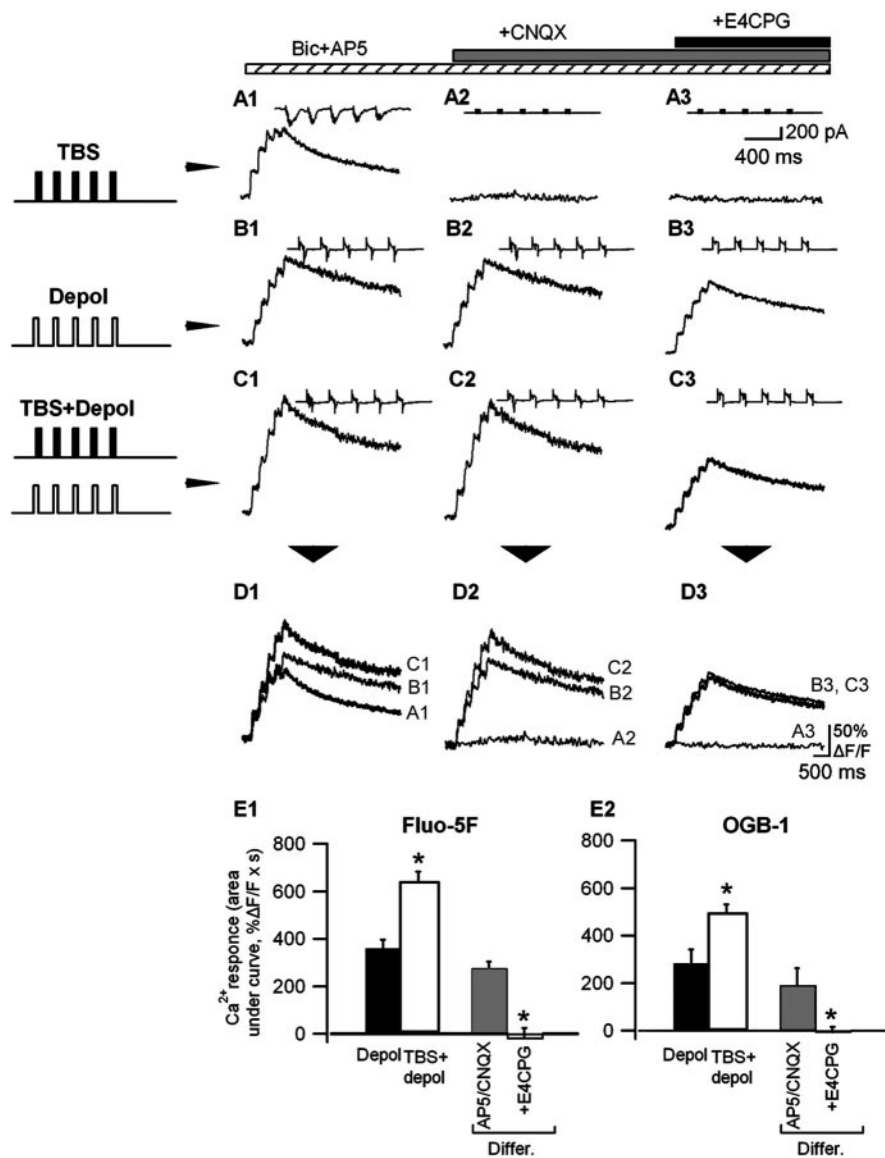 +E4CPG
+CNQX
Bic+AP5
A1
A2
A3
200 pA
400 ms
TBS
B1
B2
B3
Depol
C1
C2
C3
TBS+Depol
D1
D2
D3
C1
B1
A1
C2
B2
A2
B3, C3
A3
50%
ΔF/F
500 ms
E1
Fluo-5F
E2
OGB-1
Ca²⁺ responce (area
under curve, %ΔF/F x s)
800
600
400
200
0
*
*
Depol
TBS+
depol
AP5/CNQX
+E4CPG
Differ.
800
600
400
200
0
*
*
Depol
TBS+
depol
AP5/CNQX
+E4CPG
Differ.